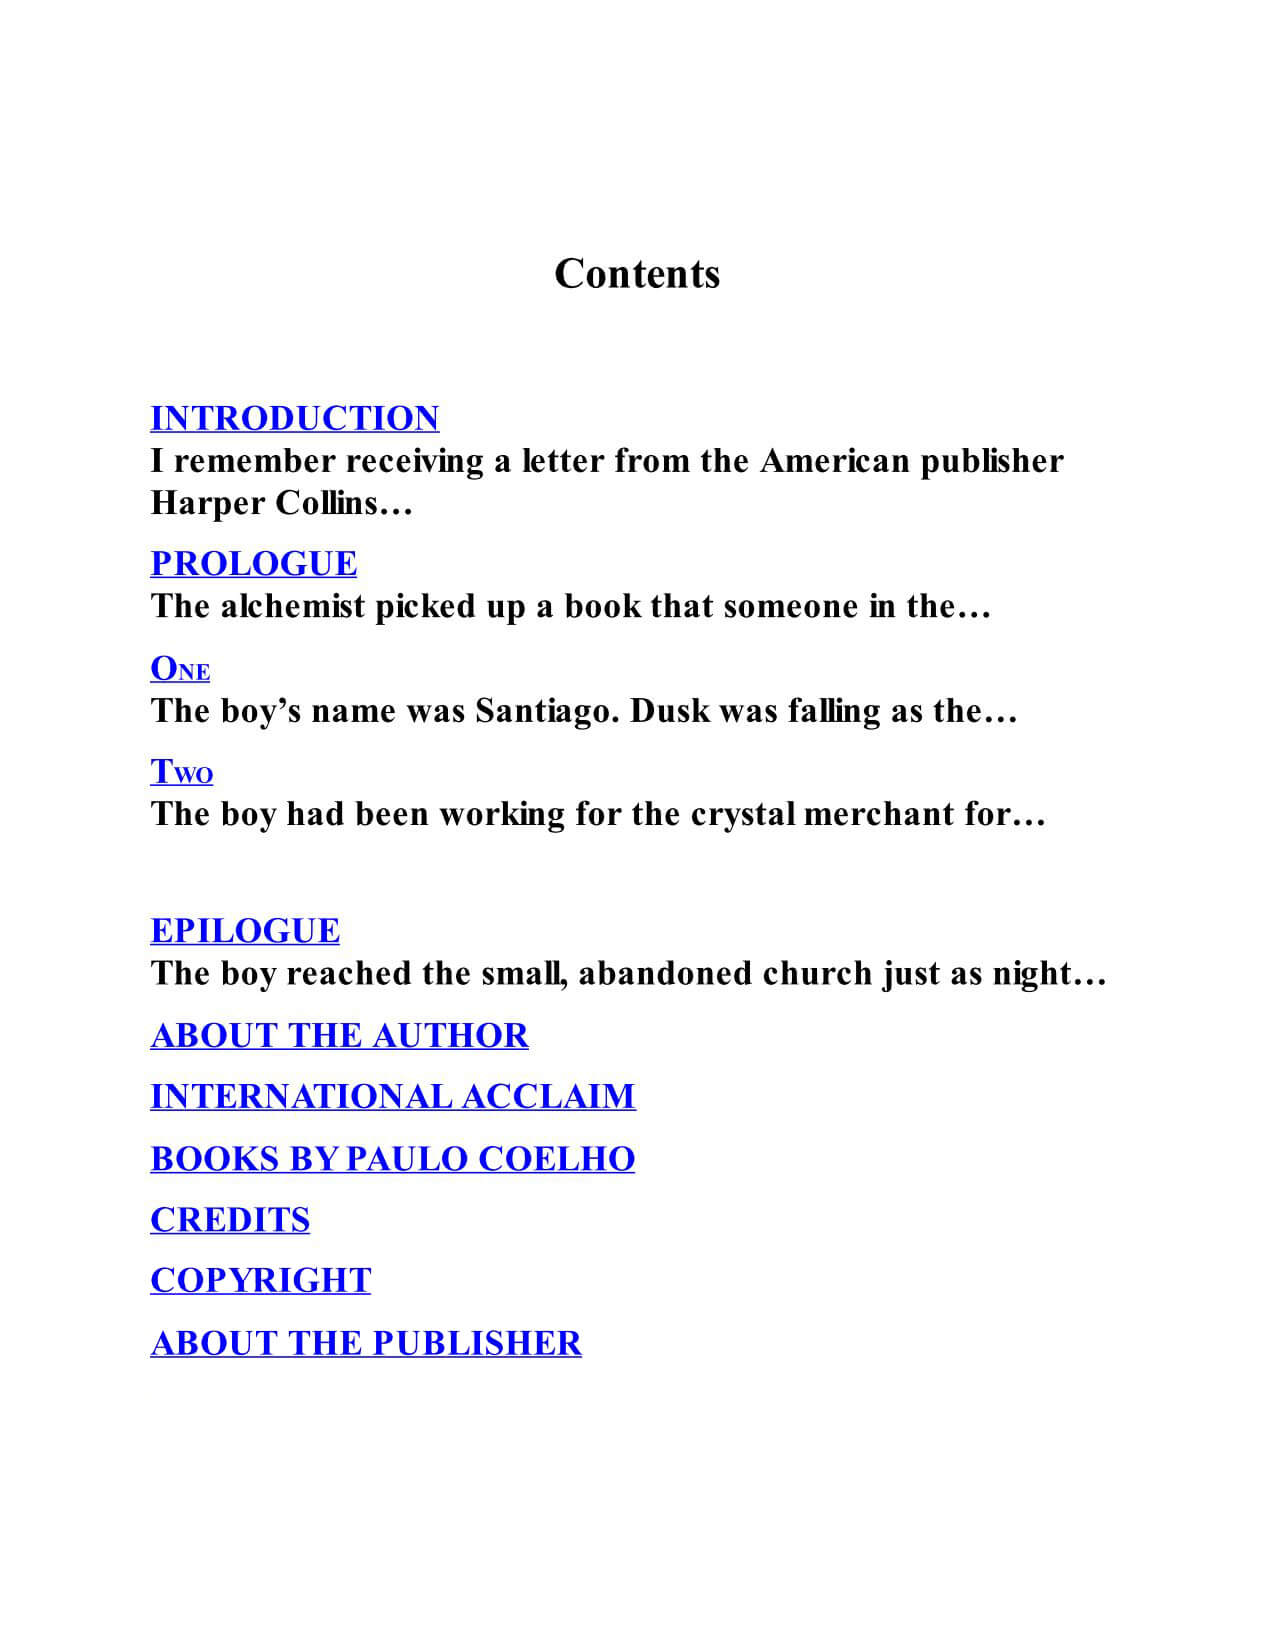 Contents
INTRODUCTION
I remember receiving a letter from the American publisher
Harper Collins…
PROLOGUE
The alchemist picked up a book that someone in the…
ONE
The boy’s name was Santiago. Dusk was falling as the…
TWO
The boy had been working for the crystal merchant for…
EPILOGUE
The boy reached the small, abandoned church just as night…
ABOUT THE AUTHOR
INTERNATIONAL ACCLAIM
BOOKS BY PAULO COELHO
CREDITS
COPYRIGHT
ABOUT THE PUBLISHER